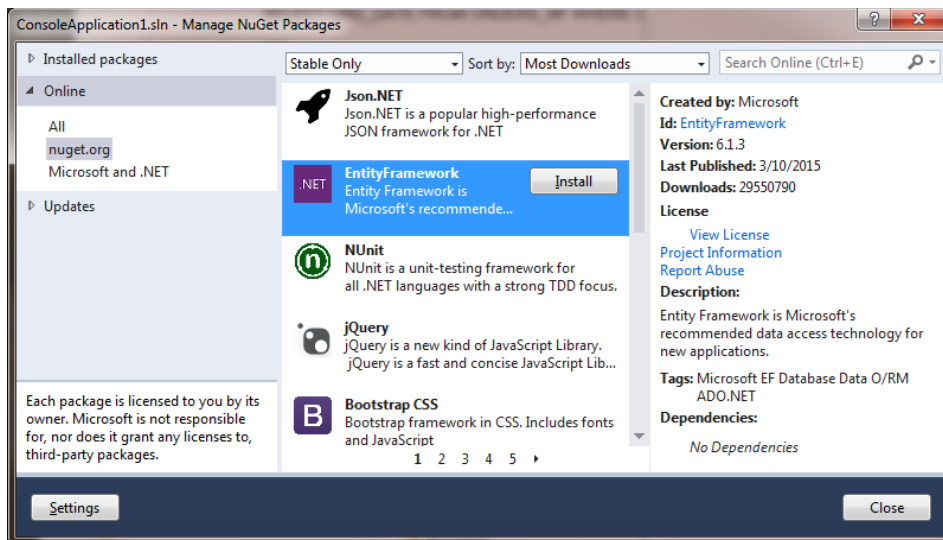 ConsoleApplication1.sln - Manage NuGet Packages
Installed packages
Online
All
nuget.org
Microsoft and .NET
Updates
Each package is licensed to you by its
owner. Microsoft is not responsible
for, nor does it grant any licenses to,
third-party packages.
Stable Only
Sort by: Most Downloads
Search Online (Ctrl+E)
Json.NET
Json.NET is a popular high-performance
JSON framework for .NET
.NET
EntityFramework
Entity Framework is
Microsoft's recommende...
Install
n
NUnit
NUnit is a unit-testing framework for
all .NET languages with a strong TDD focus.
jQuery
jQuery is a new kind of JavaScript Library.
jQuery is a fast and concise JavaScript Lib...
B
Bootstrap CSS
Bootstrap framework in CSS. Includes fonts
and JavaScript
1 2 3 4 5
Created by: Microsoft
Id: EntityFramework
Version: 6.1.3
Last Published: 3/10/2015
Downloads: 29550790
License
View License
Project Information
Report Abuse
Description:
Entity Framework is Microsoft's
recommended data access technology for
new applications.
Tags: Microsoft EF Database Data O/RM
ADO.NET
Dependencies:
No Dependencies
Settings
Close